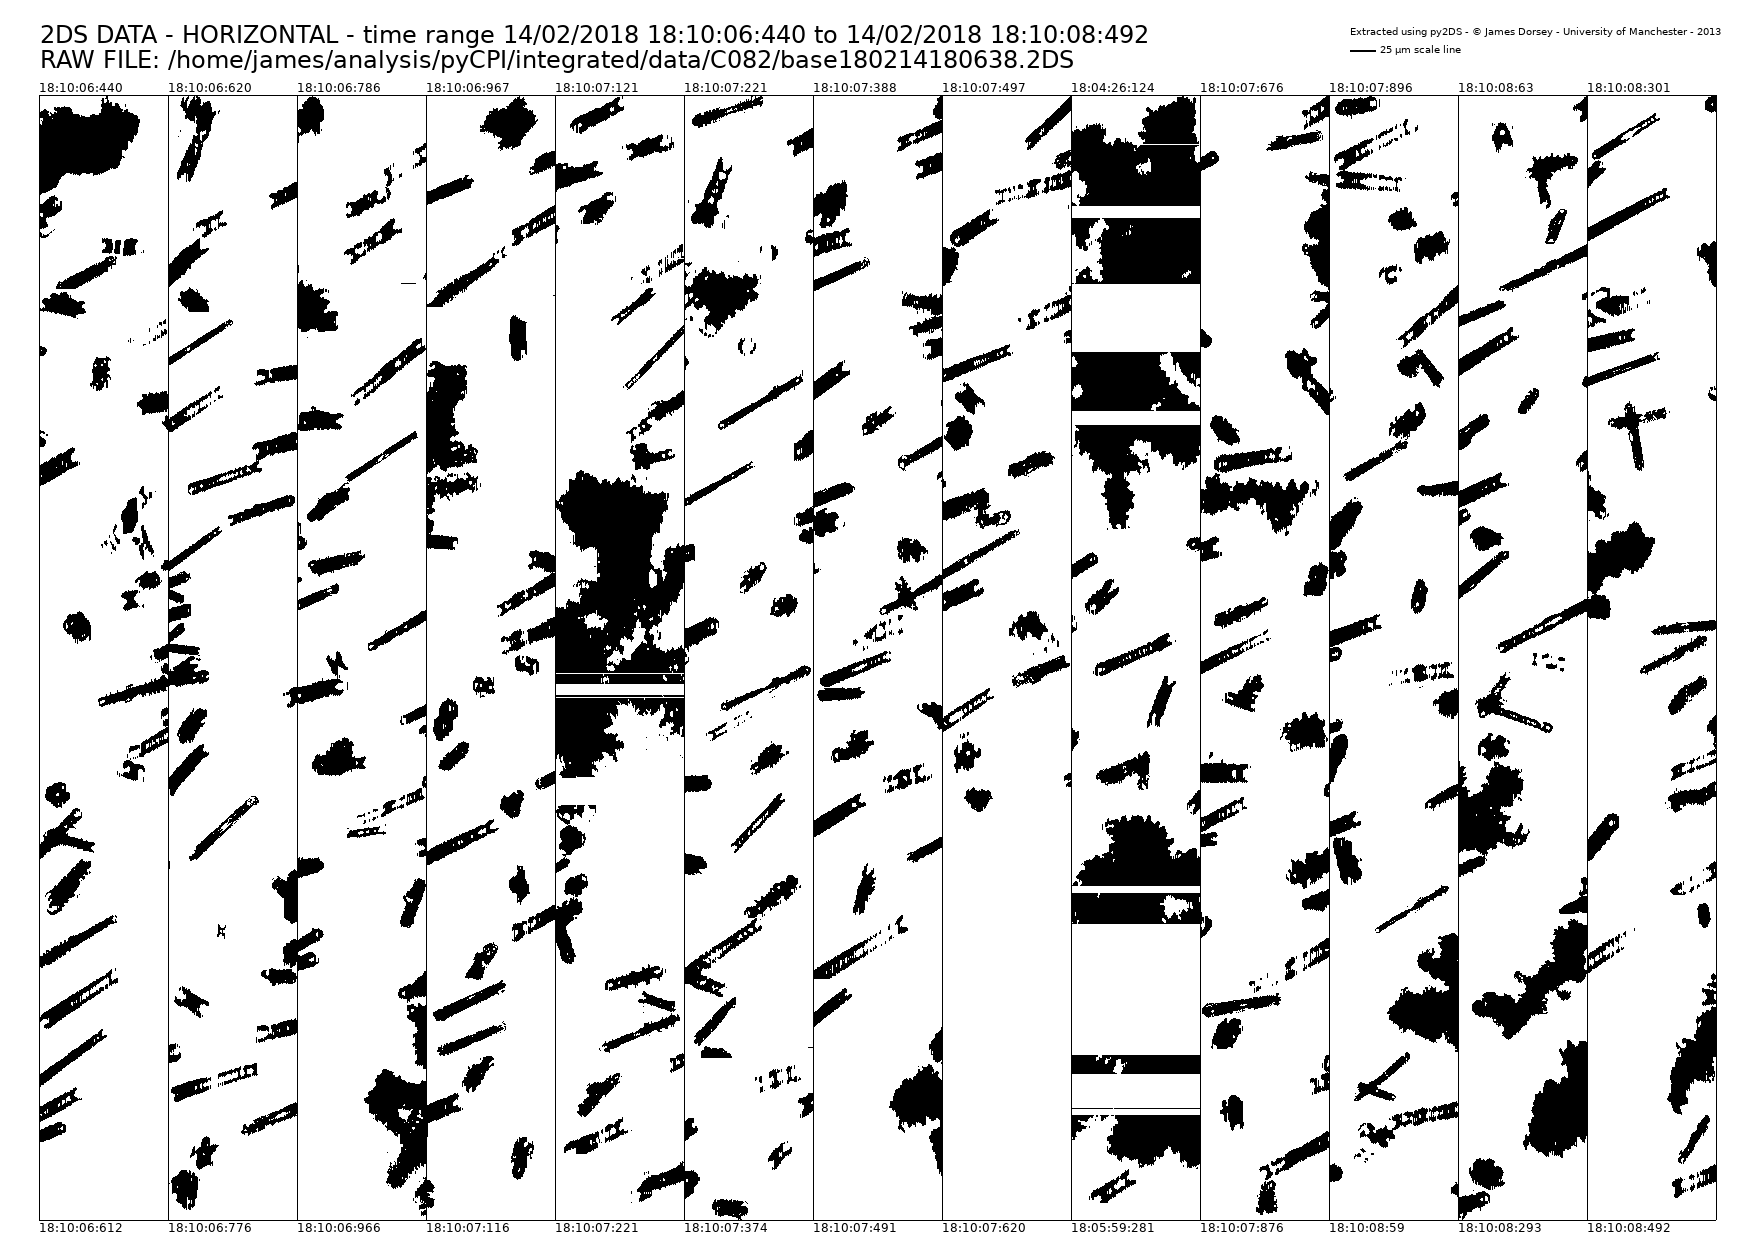 2DS DATA - HORIZONTAL - time range 14/02/2018 18:10:06:440 to 14/02/2018 18:10:08:492
RAW FILE: /home/james/analysis/pyCPI/integrated/data/C082/base180214180638.2DS
Extracted using py2DS - © James Dorsey - University of Manchester - 2013
25 µm scale line
18:10:06:440 18:10:06:620 18:10:06:786 18:10:06:967 18:10:07:121 18:10:07:221 18:10:07:388 18:10:07:497 18:04:26:124 18:10:07:676 18:10:07:896 18:10:08:63 18:10:08:301
18:10:06:612 18:10:06:776 18:10:06:966 18:10:07:116 18:10:07:221 18:10:07:374 18:10:07:491 18:10:07:620 18:05:59:281 18:10:07:876 18:10:08:59 18:10:08:293 18:10:08:492